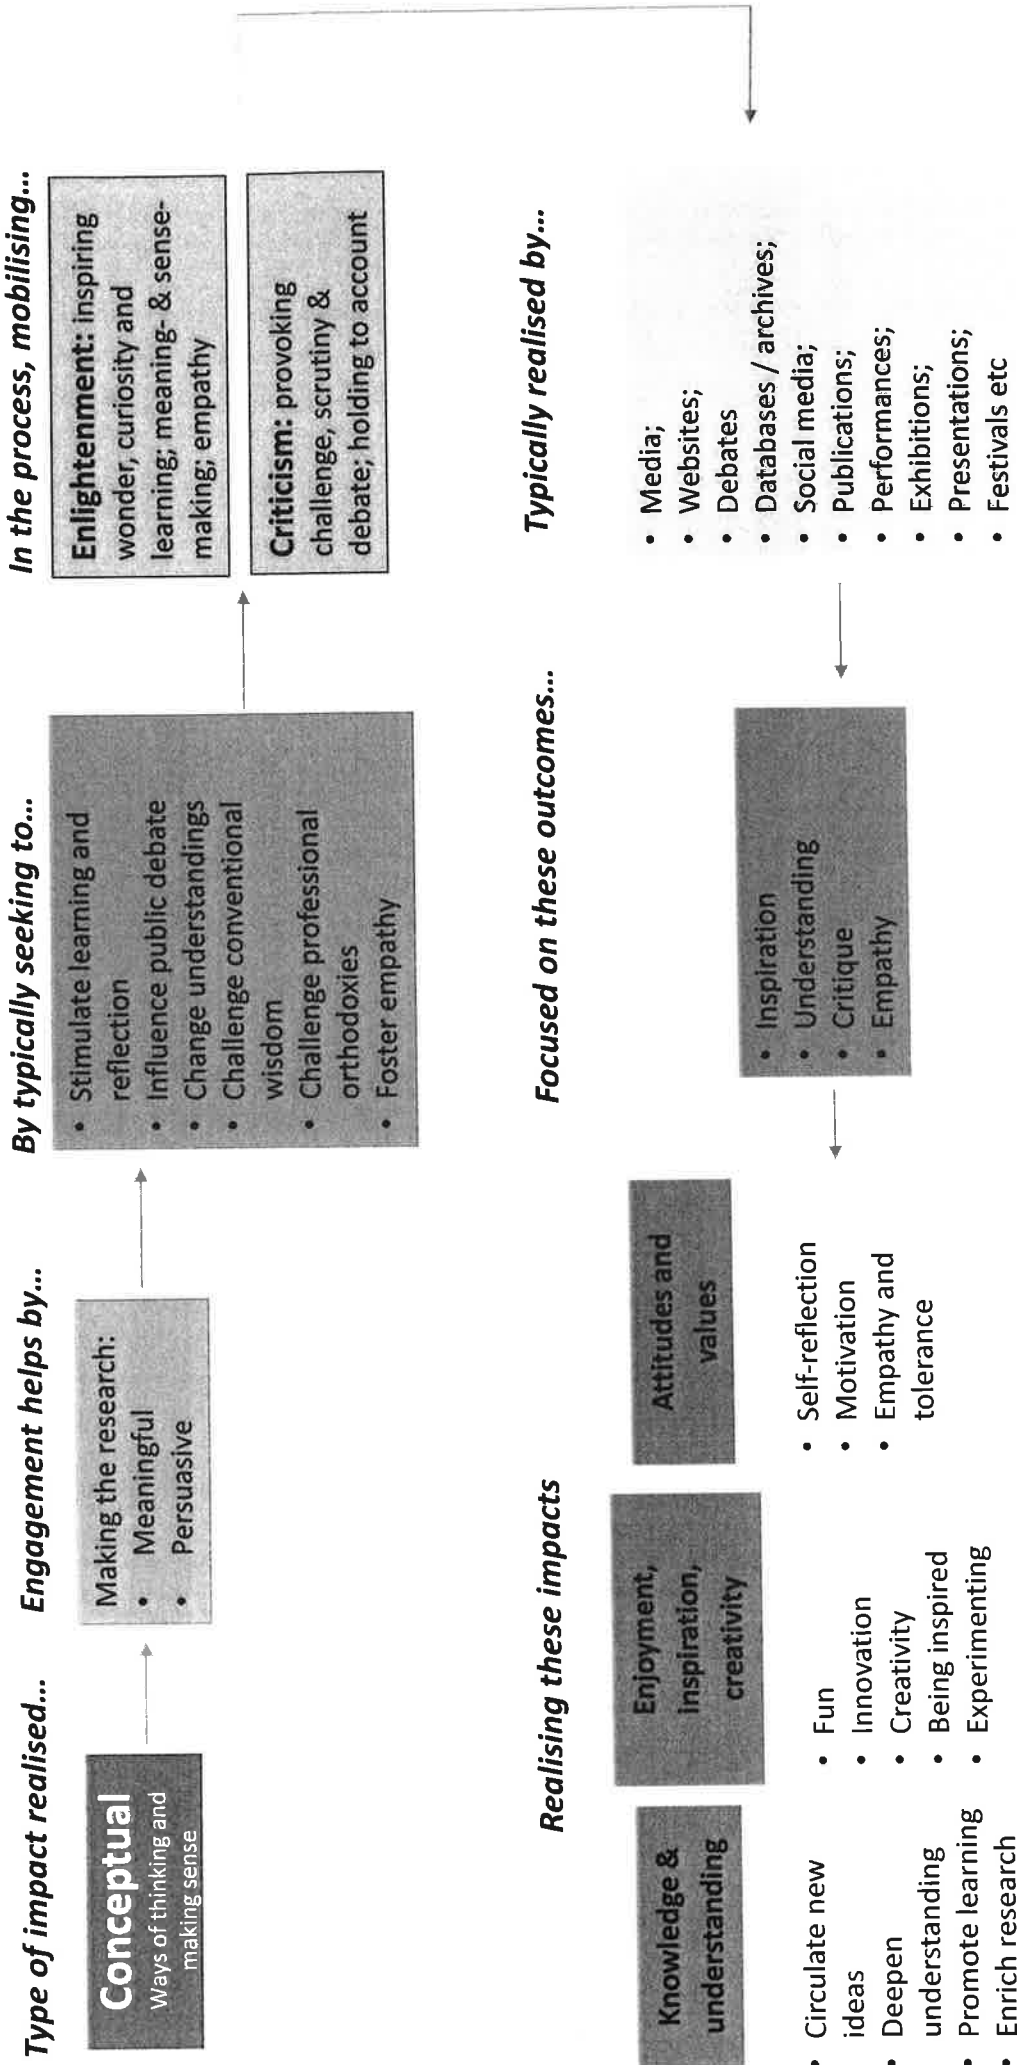 Type of impact realised...
Conceptual
Ways of thinking and
making sense
Engagement helps by...
Making the research:
• Meaningful
• Persuasive
By typically seeking to...
• Stimulate learning and
reflection
• Influence public debate
• Change understandings
• Challenge conventional
wisdom
• Challenge professional
orthodoxies
• Foster empathy
In the process, mobilising...
Enlightenment: inspiring
wonder, curiosity and
learning; meaning- & sense-
making; empathy
Criticism: provoking
challenge, scrutiny &
debate; holding to account
Typically realised by...
• Media;
• Websites;
• Debates
• Databases / archives;
• Social media;
• Publications;
• Performances;
• Exhibitions;
• Presentations;
• Festivals etc
Focused on these outcomes...
• Inspiration
• Understanding
• Critique
• Empathy
Realising these impacts
Knowledge &
understanding
• Circulate new
ideas
• Deepen
understanding
• Promote learning
• Enrich research
Enjoyment,
inspiration,
creativity
• Fun
• Innovation
• Creativity
• Being inspired
• Experimenting
Attitudes and
values
• Self-reflection
• Motivation
• Empathy and
tolerance